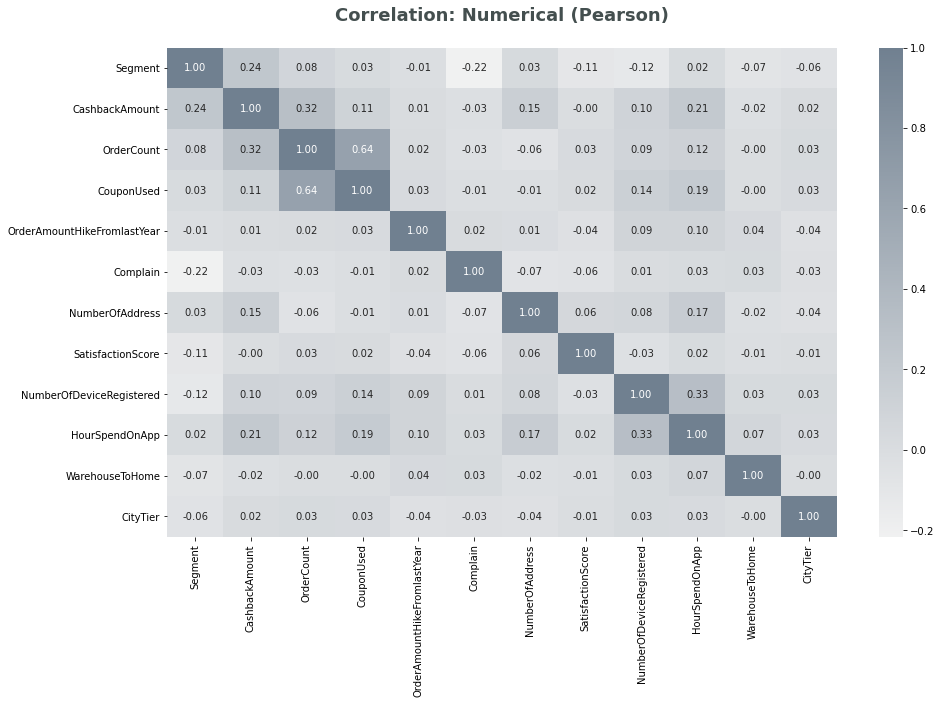 Correlation: Numerical (Pearson)
Segment 1.00 0.24 0.08 0.03 -0.01 -0.22 0.03 -0.11 -0.12 0.02 -0.07 -0.06
CashbackAmount 0.24 1.00 0.32 0.11 0.01 -0.03 0.15 -0.00 0.10 0.21 -0.02 0.02
OrderCount 0.08 0.32 1.00 0.64 0.02 -0.03 -0.06 0.03 0.09 0.12 -0.00 0.03
CouponUsed 0.03 0.11 0.64 1.00 0.03 -0.01 -0.01 0.02 0.14 0.19 -0.00 0.03
OrderAmountHikeFromlastYear -0.01 0.01 0.02 0.03 1.00 0.02 0.01 -0.04 0.09 0.10 0.04 -0.04
Complain -0.22 -0.03 -0.03 -0.01 0.02 1.00 -0.07 -0.06 0.01 0.03 0.03 -0.03
NumberOfAddress 0.03 0.15 -0.06 -0.01 0.01 -0.07 1.00 0.06 0.08 0.17 -0.02 -0.04
SatisfactionScore -0.11 -0.00 0.03 0.02 -0.04 -0.06 0.06 1.00 -0.03 0.02 -0.01 -0.01
NumberOfDeviceRegistered -0.12 0.10 0.09 0.14 0.09 0.01 0.08 -0.03 1.00 0.33 0.03 0.03
HourSpendOnApp 0.02 0.21 0.12 0.19 0.10 0.03 0.17 0.02 0.33 1.00 0.07 0.03
WarehouseToHome -0.07 -0.02 -0.00 -0.00 0.04 0.03 -0.02 -0.01 0.03 0.07 1.00 -0.00
CityTier -0.06 0.02 0.03 0.03 -0.04 -0.03 -0.04 -0.01 0.03 0.03 -0.00 1.00
Segment
CashbackAmount
OrderCount
CouponUsed
OrderAmountHikeFromlastYear
Complain
NumberOfAddress
SatisfactionScore
NumberOfDeviceRegistered
HourSpendOnApp
WarehouseToHome
CityTier
1.0
0.8
0.6
0.4
0.2
0.0
−0.2